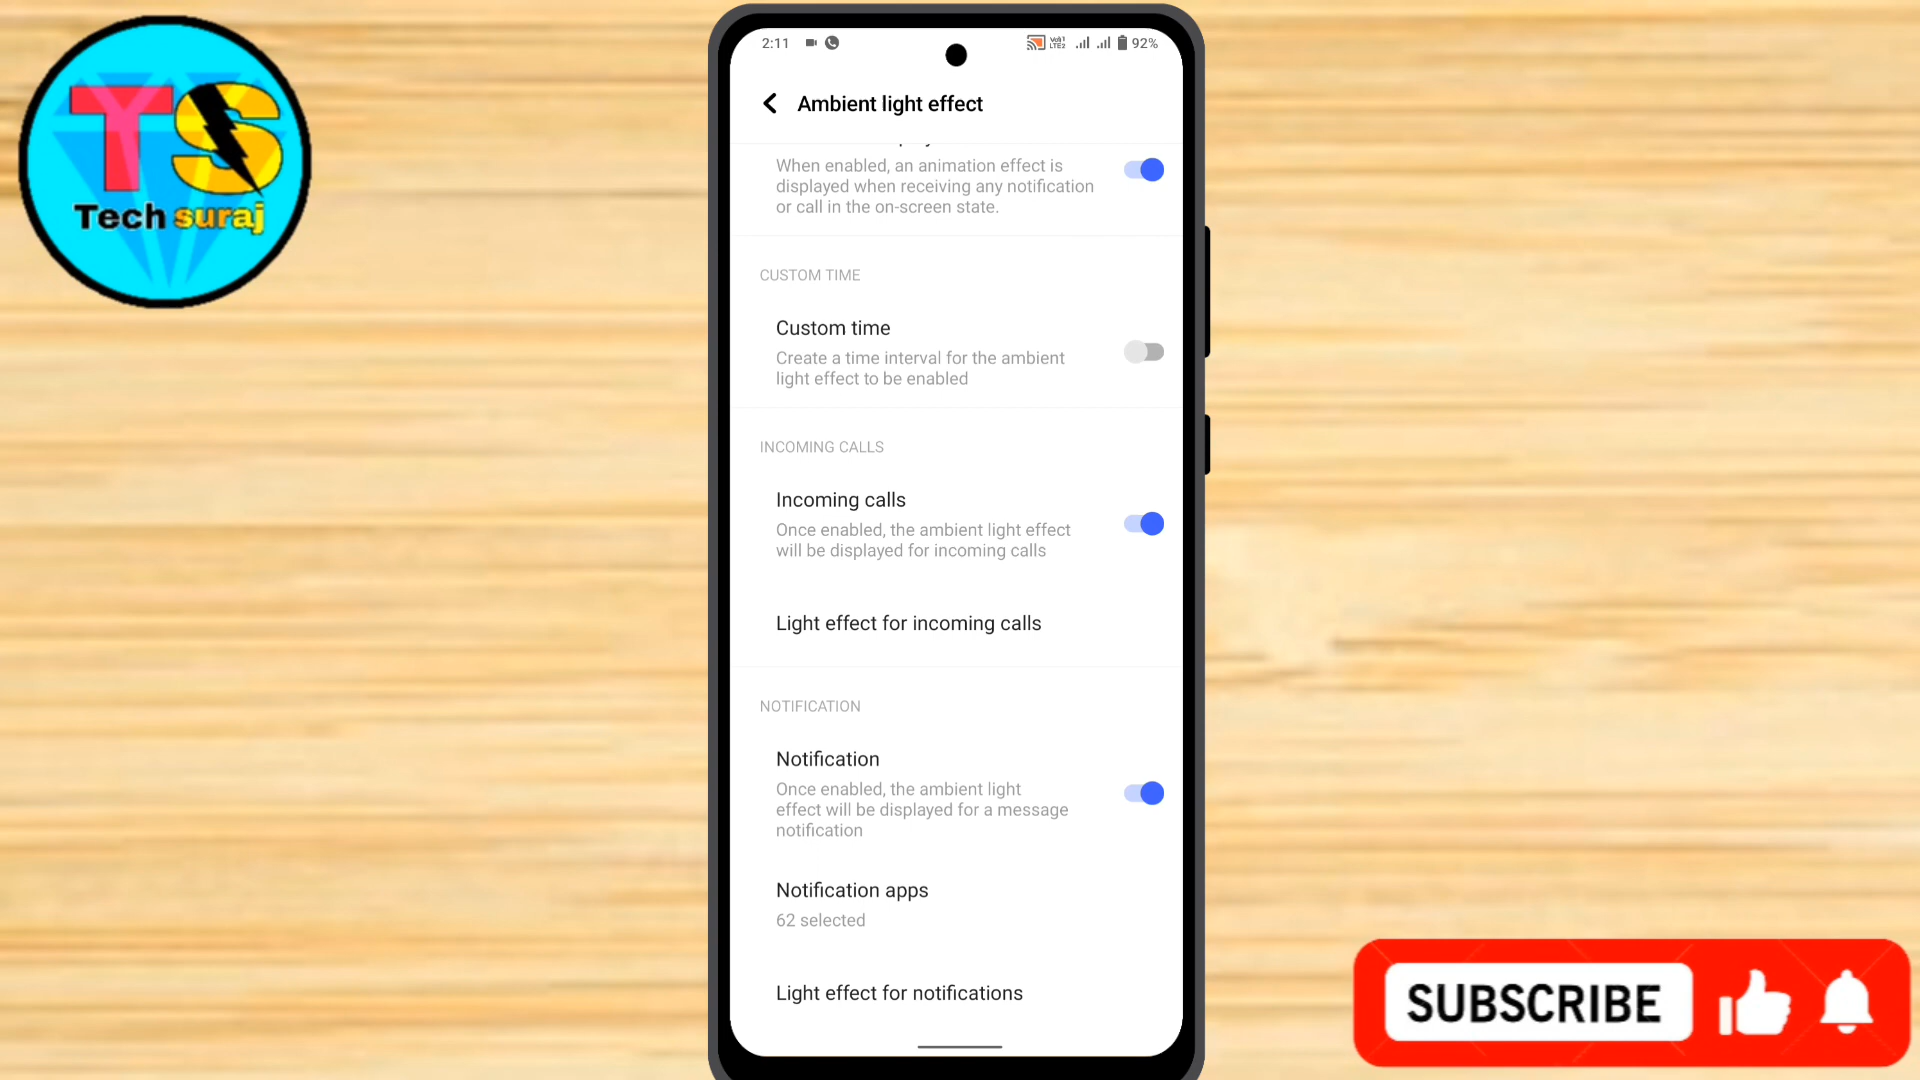 TS
Tech suraj
2:11
Vo1
LTE2
92%
Ambient light effect
When enabled, an animation effect is
displayed when receiving any notification
or call in the on-screen state.
CUSTOM TIME
Custom time
Create a time interval for the ambient
light effect to be enabled
INCOMING CALLS
Incoming calls
Once enabled, the ambient light effect
will be displayed for incoming calls
Light effect for incoming calls
NOTIFICATION
Notification
Once enabled, the ambient light
effect will be displayed for a message
notification
Notification apps
62 selected
Light effect for notifications
SUBSCRIBE